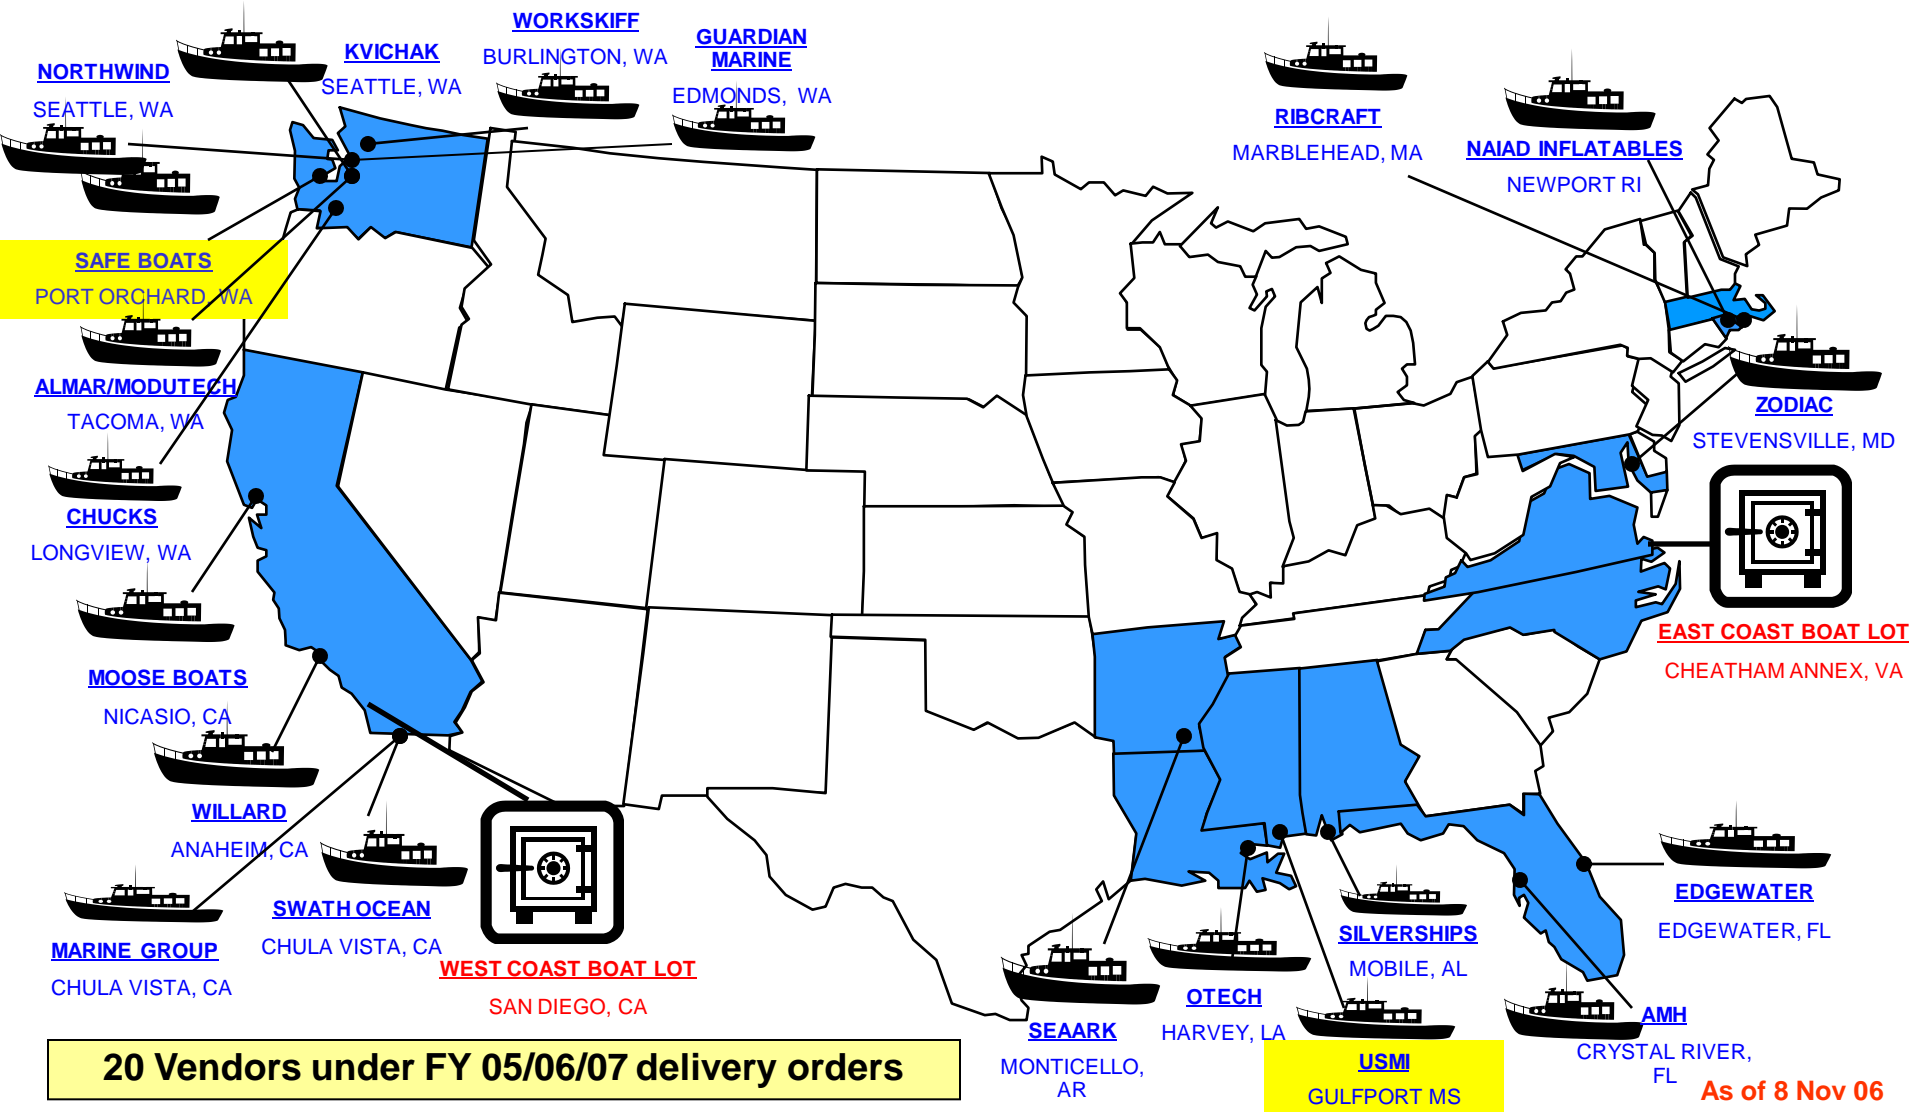 WORKSKIFF
BURLINGTON, WA
KVICHAK
SEATTLE, WA
GUARDIAN
MARINE
EDMONDS, WA
NORTHWIND
SEATTLE, WA
RIBCRAFT
MARBLEHEAD, MA
NAIAD INFLATABLES
NEWPORT RI
SAFE BOATS
PORT ORCHARD, WA
ALMAR/MODUTECH
TACOMA, WA
ZODIAC
STEVENSVILLE, MD
CHUCKS
LONGVIEW, WA
EAST COAST BOAT LOT
CHEATHAM ANNEX, VA
MOOSE BOATS
NICASIO, CA
WILLARD
ANAHEIM, CA
SWATH OCEAN
CHULA VISTA, CA
MARINE GROUP
CHULA VISTA, CA
WEST COAST BOAT LOT
SAN DIEGO, CA
EDGEWATER
EDGEWATER, FL
SILVERSHIPS
MOBILE, AL
OTECH
HARVEY, LA
SEAARK
MONTICELLO,
AR
USMI
GULFPORT MS
AMH
CRYSTAL RIVER,
FL
20 Vendors under FY 05/06/07 delivery orders
As of 8 Nov 06